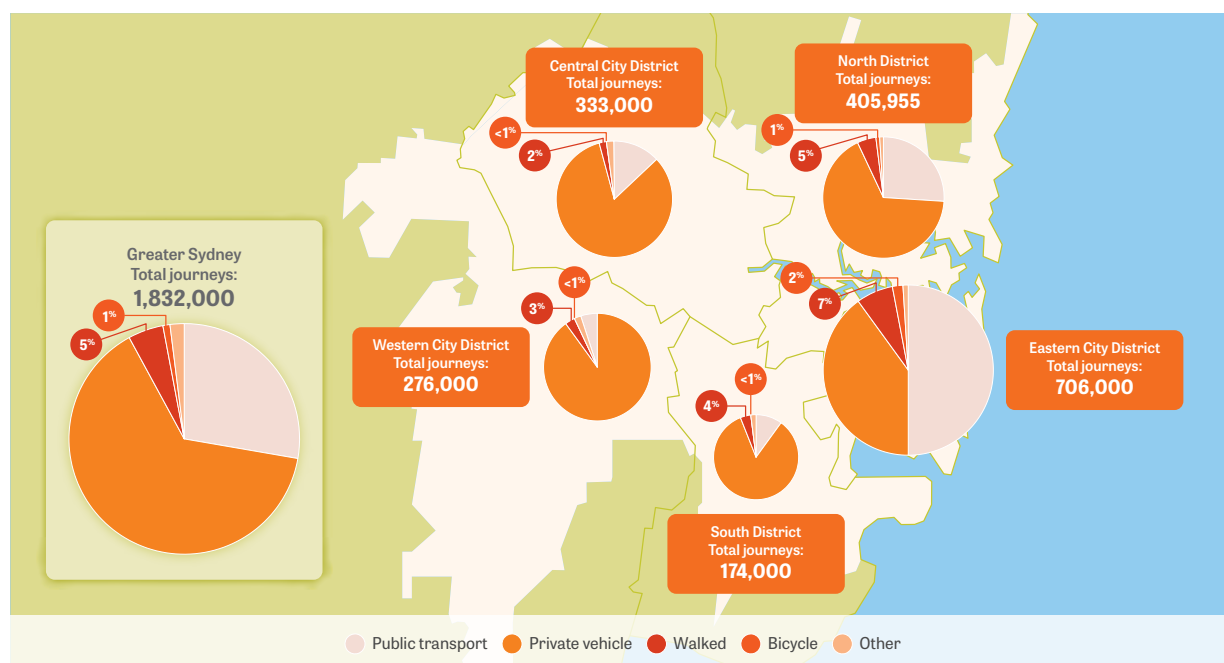 Central City District
Total journeys:
333,000
<1%
2%
North District
Total journeys:
405,955
1%
5%
Greater Sydney
Total journeys:
1,832,000
1%
5%
Western City District
Total journeys:
276,000
<1%
3%
Eastern City District
Total journeys:
706,000
2%
7%
<1%
4%
South District
Total journeys:
174,000
Public transport
Private vehicle
Walked
Bicycle
Other